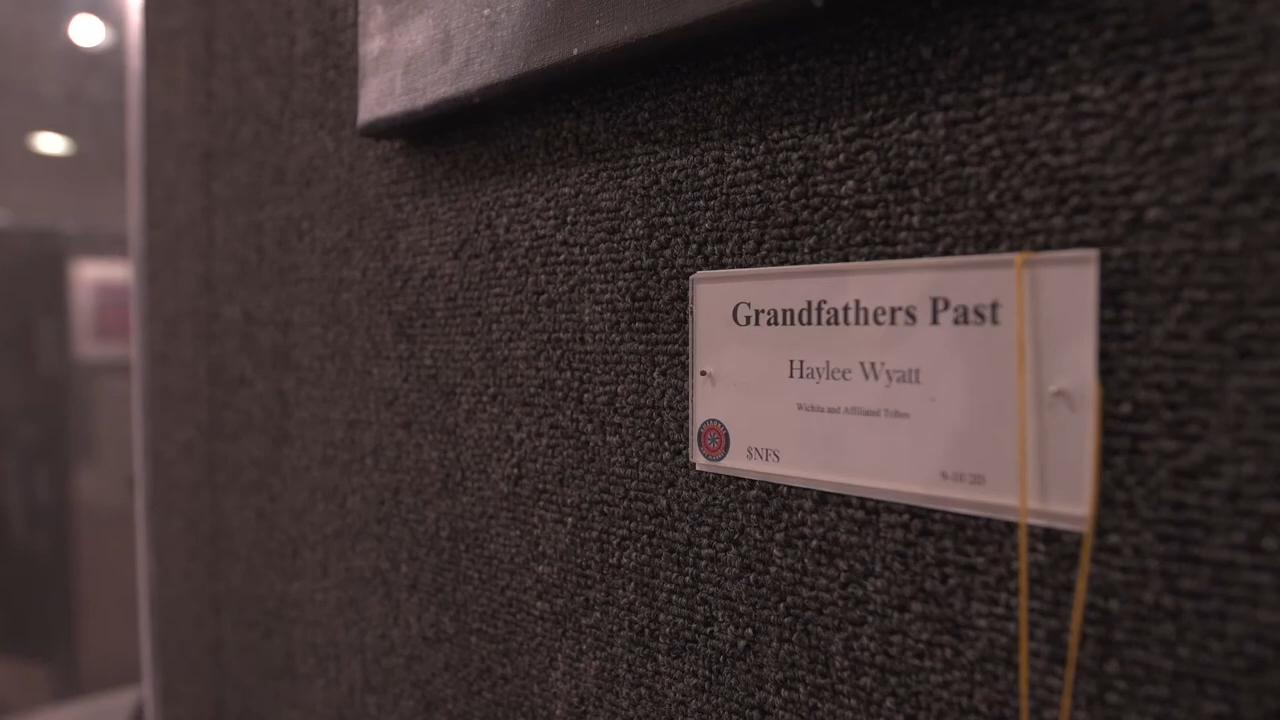 Grandfathers Past
Haylee Wyatt
Wichita and Affiliated Tribes
$NFS